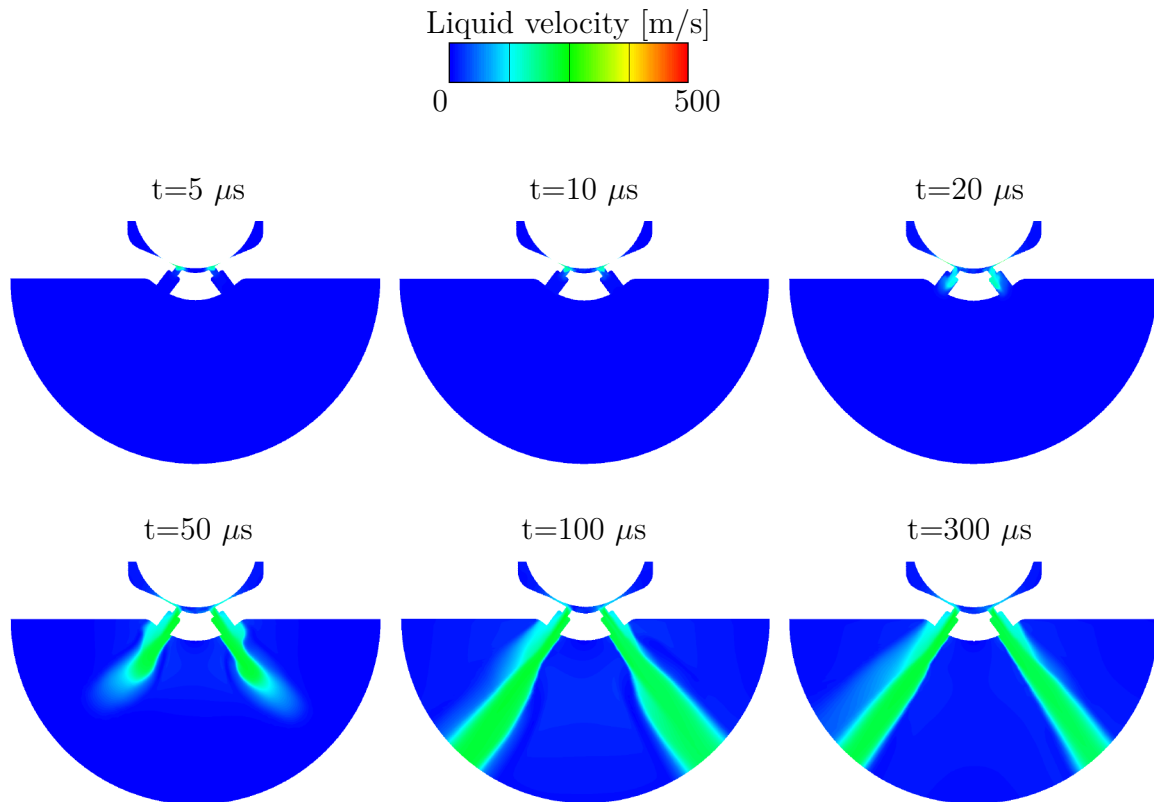 Liquid velocity [m/s]
0 500
t=5 μs t=10 μs t=20 μs
t=50 μs t=100 μs t=300 μs